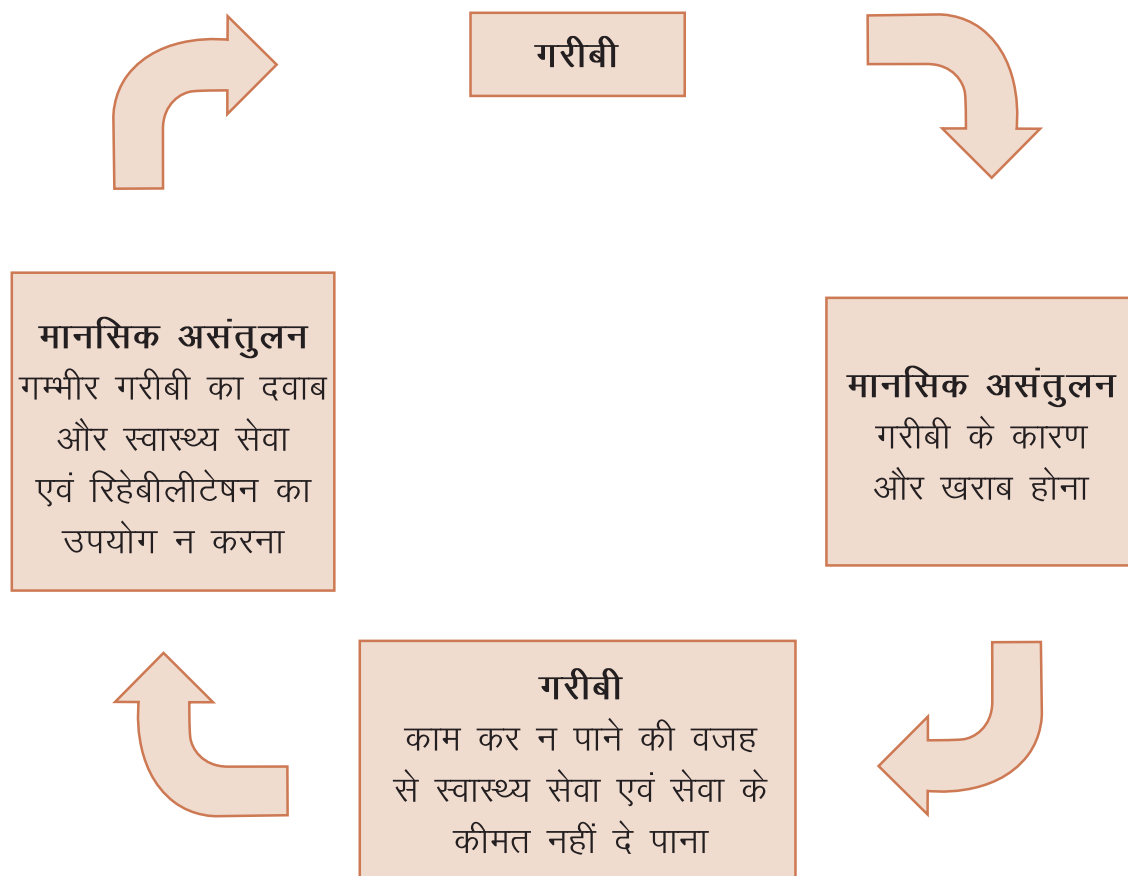 गरीबी
मानसिक असंतुलन
गरीबी के कारण
और खराब होना
गरीबी
काम कर न पाने की वजह
से स्वास्थ्य सेवा एवं सेवा के
कीमत नहीं दे पाना
मानसिक असंतुलन
गम्भीर गरीबी का दवाब
और स्वास्थ्य सेवा
एवं रिहेबीलीटेषन का
उपयोग न करना